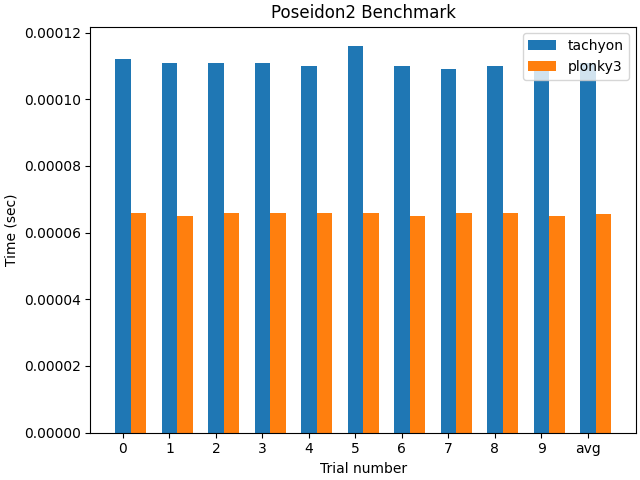 Poseidon2 Benchmark
tachyon
plonky3
Time (sec)
0.00012
0.00010
0.00008
0.00006
0.00004
0.00002
0.00000
0 1 2 3 4 5 6 7 8 9 avg
Trial number